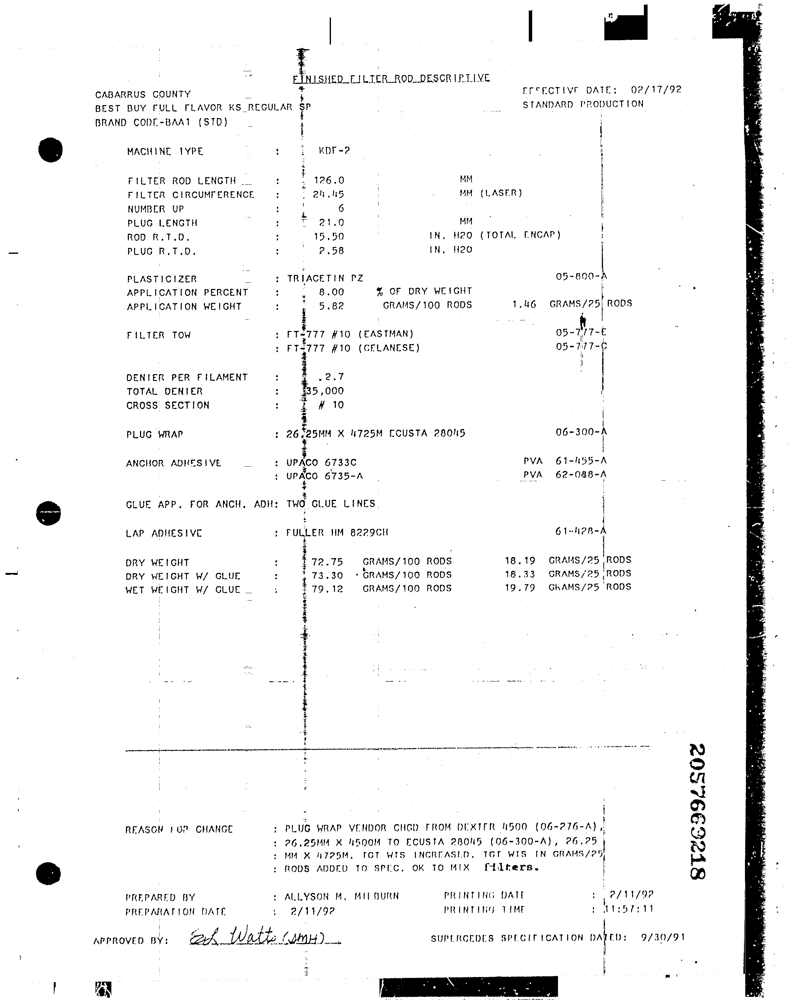 FINISHED FILTER ROD DESCRIPTIVE
CABARRUS COUNTY EFFECTIVE DATE: 02/17/92
BEST BUY FULL FLAVOR KS REGULAR SP STANDARD PRODUCTION
BRAND CODE-BAA1 (STD)
MACHINE TYPE : KDF-2
FILTER ROD LENGTH : 126.0 MM
FILTER CIRCUMFERENCE : 24.45 MM (LASER)
NUMBER UP : 6
PLUG LENGTH : 21.0 MM
ROD R.T.D. : 15.50 IN. H2O (TOTAL ENCAP)
PLUG R.T.D. : 2.58 IN. H2O
PLASTICIZER : TRIACETIN PZ 05-800-A
APPLICATION PERCENT : 8.00 % OF DRY WEIGHT
APPLICATION WEIGHT : 5.82 GRAMS/100 RODS 1.46 GRAMS/25 RODS
FILTER TOW : FT-777 #10 (EASTMAN) 05-777-E
: FT-777 #10 (CELANESE) 05-777-C
DENIER PER FILAMENT : 2.7
TOTAL DENIER : 35,000
CROSS SECTION : # 10
PLUG WRAP : 26.25MM X 4725M ECUSTA 28045 06-300-A
ANCHOR ADHESIVE : UPACO 6733C PVA 61-455-A
: UPACO 6735-A PVA 62-088-A
GLUE APP. FOR ANCH. ADH: TWO GLUE LINES
LAP ADHESIVE : FULLER HM 8229CH 61-428-A
DRY WEIGHT : 72.75 GRAMS/100 RODS 18.19 GRAMS/25 RODS
DRY WEIGHT W/ GLUE : 73.30 GRAMS/100 RODS 18.33 GRAMS/25 RODS
WET WEIGHT W/ GLUE : 79.12 GRAMS/100 RODS 19.79 GRAMS/25 RODS
2057669218
REASON FOR CHANGE : PLUG WRAP VENDOR CHGD FROM DEXTER 4500 (06-276-A),
: 26.25MM X 4500M TO ECUSTA 28045 (06-300-A), 26.25
: MM X 4725M. TGT WTS INCREASED. TGT WTS IN GRAMS/25
: RODS ADDED TO SPEC. OK TO MIX filters.
PREPARED BY : ALLYSON M. MILBURN PRINTING DATE : 2/11/92
PREPARATION DATE : 2/11/92 PRINTING TIME : 11:57:11
APPROVED BY: Watts (SMH) SUPERCEDES SPECIFICATION DATED: 9/30/91